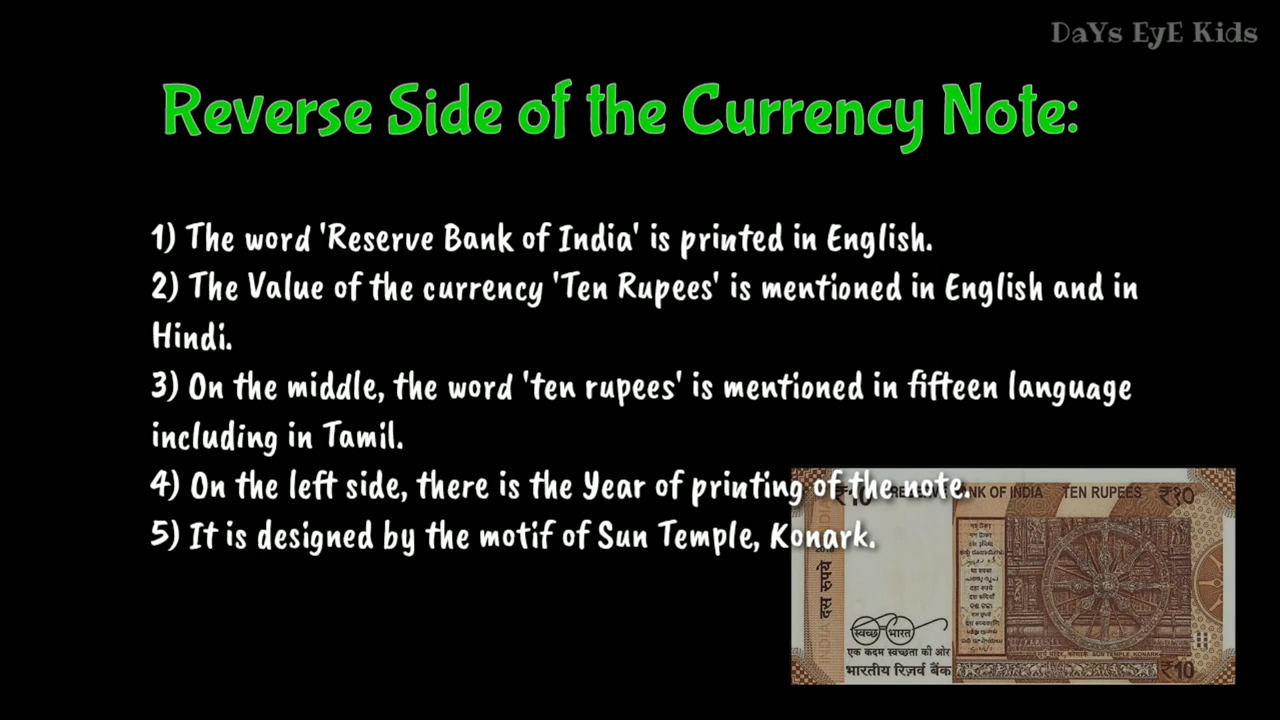 DaYs EyE Kids
Reverse Side of the Currency Note:
1) The word 'Reserve Bank of India' is printed in English.
2) The Value of the currency 'Ten Rupees' is mentioned in English and in
Hindi.
3) On the middle, the word 'ten rupees' is mentioned in fifteen language
including in Tamil.
4) On the left side, there is the Year of printing of the note.
5) It is designed by the motif of Sun Temple, Konark.
₹10 RESERVE BANK OF INDIA TEN RUPEES ₹१०
दस रुपये
स्वच्छ भारत
एक कदम स्वच्छता की ओर
SUN TEMPLE, KONARK
भारतीय रिज़र्व बैंक
₹10